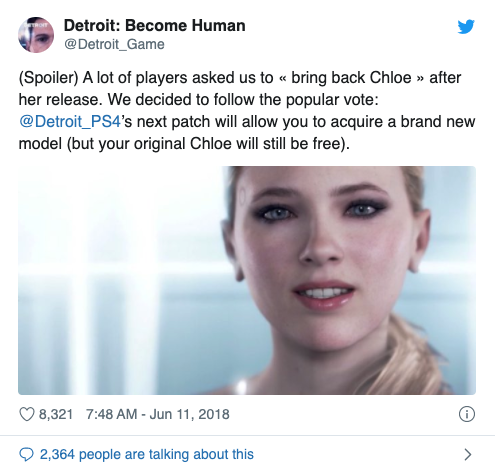 Detroit: Become Human
@Detroit_Game
(Spoiler) A lot of players asked us to « bring back Chloe » after
her release. We decided to follow the popular vote:
@Detroit_PS4's next patch will allow you to acquire a brand new
model (but your original Chloe will still be free).
8,321 7:48 AM - Jun 11, 2018
2,364 people are talking about this